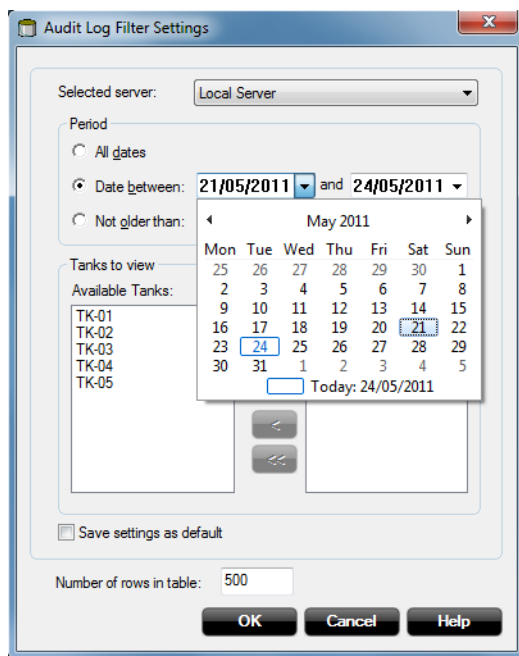 Audit Log Filter Settings
x
Selected server: Local Server
Period
All dates
Date between: 21/05/2011 and 24/05/2011
Not older than:
May 2011
Mon Tue Wed Thu Fri Sat Sun
25 26 27 28 29 30 1
2 3 4 5 6 7 8
9 10 11 12 13 14 15
16 17 18 19 20 21 22
23 24 25 26 27 28 29
30 31 1 2 3 4 5
Today: 24/05/2011
Tanks to view
Available Tanks:
TK-01
TK-02
TK-03
TK-04
TK-05
<
<<
Save settings as default
Number of rows in table: 500
OK Cancel Help